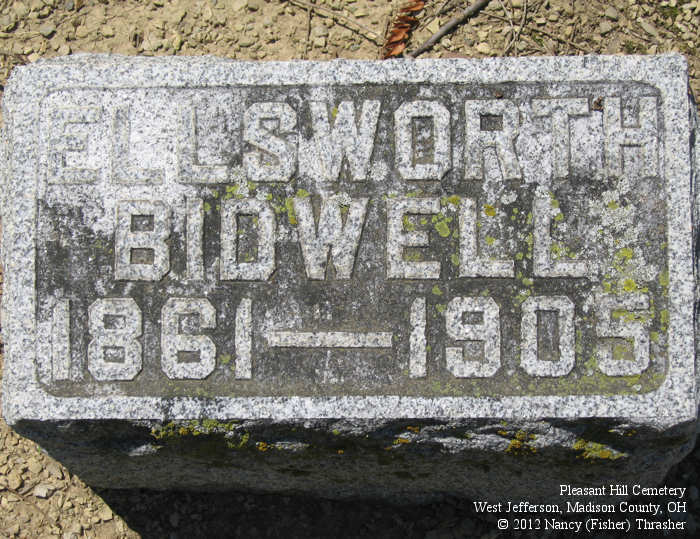 ELLSWORTH
BIDWELL
1861—1905
Pleasant Hill Cemetery
West Jefferson, Madison County, OH
© 2012 Nancy (Fisher) Thrasher